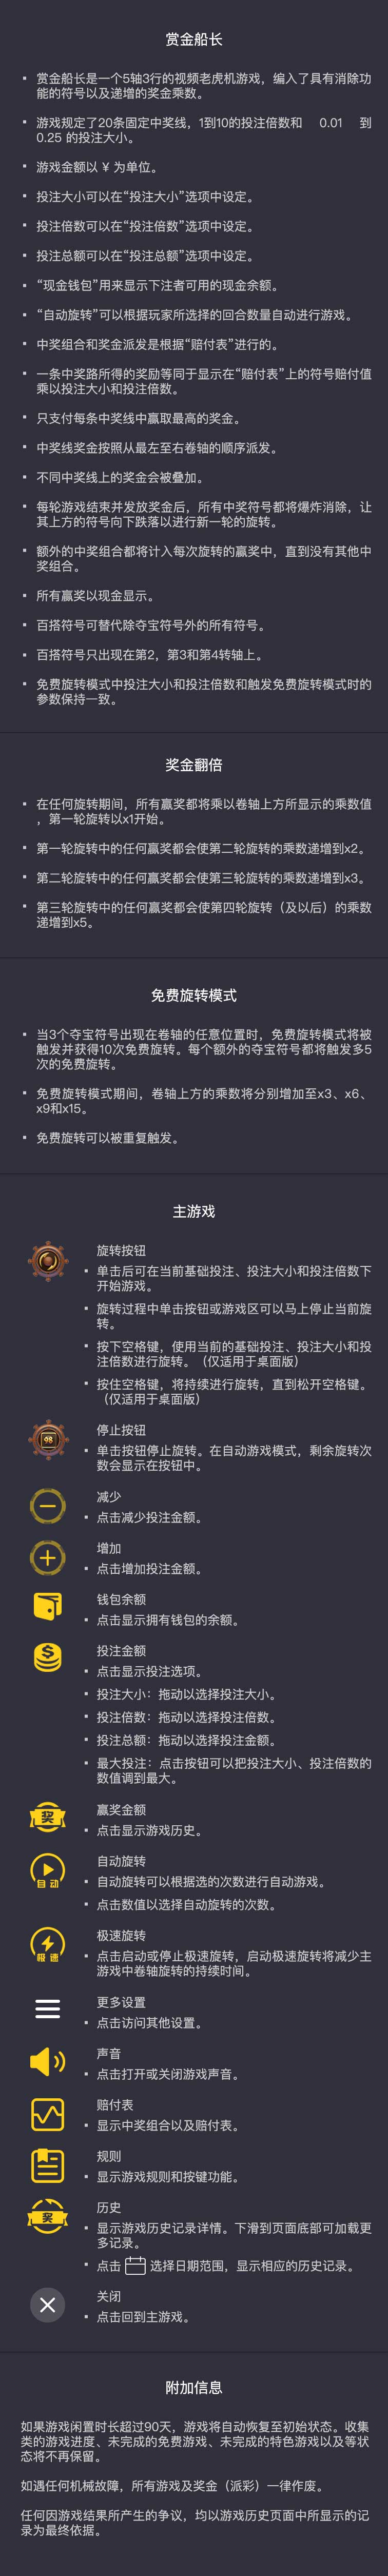 赏金船长
赏金船长是一个5轴3行的视频老虎机游戏，编入了具有消除功
能的符号以及递增的奖金乘数。
游戏规定了20条固定中奖线，1到10的投注倍数和 0.01 到
0.25 的投注大小。
游戏金额以 ¥ 为单位。
投注大小可以在“投注大小”选项中设定。
投注倍数可以在“投注倍数”选项中设定。
投注总额可以在“投注总额”选项中设定。
“现金钱包”用来显示下注者可用的现金余额。
“自动旋转”可以根据玩家所选择的回合数量自动进行游戏。
中奖组合和奖金派发是根据“赔付表”进行的。
一条中奖路所得的奖励等同于显示在“赔付表”上的符号赔付值
乘以投注大小和投注倍数。
只支付每条中奖线中赢取最高的奖金。
中奖线奖金按照从最左至右卷轴的顺序派发。
不同中奖线上的奖金会被叠加。
每轮游戏结束并发放奖金后，所有中奖符号都将爆炸消除，让
其上方的符号向下跌落以进行新一轮的旋转。
额外的中奖组合都将计入每次旋转的赢奖中，直到没有其他中
奖组合。
所有赢奖以现金显示。
百搭符号可替代除夺宝符号外的所有符号。
百搭符号只出现在第2，第3和第4转轴上。
免费旋转模式中投注大小和投注倍数和触发免费旋转模式时的
参数保持一致。
奖金翻倍
在任何旋转期间，所有赢奖都将乘以卷轴上方所显示的乘数值
，第一轮旋转以x1开始。
第一轮旋转中的任何赢奖都会使第二轮旋转的乘数递增到x2。
第二轮旋转中的任何赢奖都会使第三轮旋转的乘数递增到x3。
第三轮旋转中的任何赢奖都会使第四轮旋转（及以后）的乘数
递增到x5。
免费旋转模式
当3个夺宝符号出现在卷轴的任意位置时，免费旋转模式将被
触发并获得10次免费旋转。每个额外的夺宝符号都将触发多5
次的免费旋转。
免费旋转模式期间，卷轴上方的乘数将分别增加至x3、x6、
x9和x15。
免费旋转可以被重复触发。
主游戏
旋转按钮
单击后可在当前基础投注、投注大小和投注倍数下
开始游戏。
旋转过程中单击按钮或游戏区可以马上停止当前旋
转。
按下空格键，使用当前的基础投注、投注大小和投
注倍数进行旋转。（仅适用于桌面版）
按住空格键，将持续进行旋转，直到松开空格键。
（仅适用于桌面版）
停止按钮
单击按钮停止旋转。在自动游戏模式，剩余旋转次
数会显示在按钮中。
减少
点击减少投注金额。
增加
点击增加投注金额。
钱包余额
点击显示拥有钱包的余额。
投注金额
点击显示投注选项。
投注大小：拖动以选择投注大小。
投注倍数：拖动以选择投注倍数。
投注总额：拖动以选择投注金额。
最大投注：点击按钮可以把投注大小、投注倍数的
数值调到最大。
奖
赢奖金额
点击显示游戏历史。
自动
自动旋转
自动旋转可以根据选的次数进行自动游戏。
点击数值以选择自动旋转的次数。
极速
极速旋转
点击启动或停止极速旋转，启动极速旋转将减少主
游戏中卷轴旋转的持续时间。
更多设置
点击访问其他设置。
声音
点击打开或关闭游戏声音。
赔付表
显示中奖组合以及赔付表。
规则
显示游戏规则和按键功能。
奖
历史
显示游戏历史记录详情。下滑到页面底部可加载更
多记录。
点击 选择日期范围，显示相应的历史记录。
关闭
点击回到主游戏。
附加信息
如果游戏闲置时长超过90天，游戏将自动恢复至初始状态。收集
类的游戏进度、未完成的免费游戏、未完成的特色游戏以及等状
态将不再保留。
如遇任何机械故障，所有游戏及奖金（派彩）一律作废。
任何因游戏结果所产生的争议，均以游戏历史页面中所显示的记
录为最终依据。